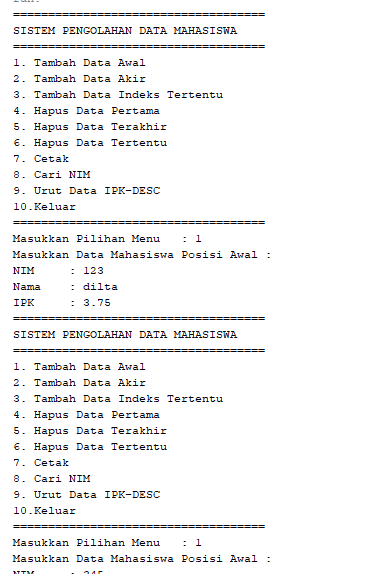 ====================================
SISTEM PENGOLAHAN DATA MAHASISWA
====================================
1. Tambah Data Awal
2. Tambah Data Akir
3. Tambah Data Indeks Tertentu
4. Hapus Data Pertama
5. Hapus Data Terakhir
6. Hapus Data Tertentu
7. Cetak
8. Cari NIM
9. Urut Data IPK-DESC
10.Keluar
====================================
Masukkan Pilihan Menu   : 1
Masukkan Data Mahasiswa Posisi Awal :
NIM     : 123
Nama    : dilta
IPK     : 3.75
====================================
SISTEM PENGOLAHAN DATA MAHASISWA
====================================
1. Tambah Data Awal
2. Tambah Data Akir
3. Tambah Data Indeks Tertentu
4. Hapus Data Pertama
5. Hapus Data Terakhir
6. Hapus Data Tertentu
7. Cetak
8. Cari NIM
9. Urut Data IPK-DESC
10.Keluar
====================================
Masukkan Pilihan Menu   : 1
Masukkan Data Mahasiswa Posisi Awal :
NIM     :